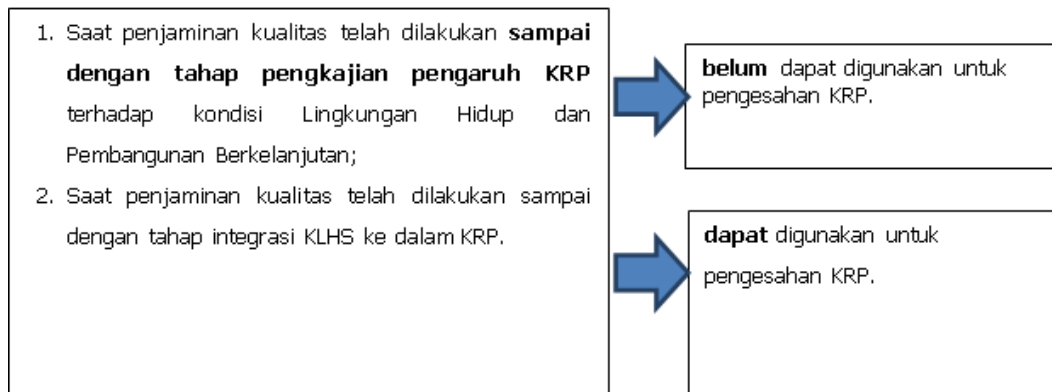 1. Saat penjaminan kualitas telah dilakukan sampai
dengan tahap pengkajian pengaruh KRP
terhadap kondisi Lingkungan Hidup dan
Pembangunan Berkelanjutan;
2. Saat penjaminan kualitas telah dilakukan sampai
dengan tahap integrasi KLHS ke dalam KRP.
belum dapat digunakan untuk
pengesahan KRP.
dapat digunakan untuk
pengesahan KRP.